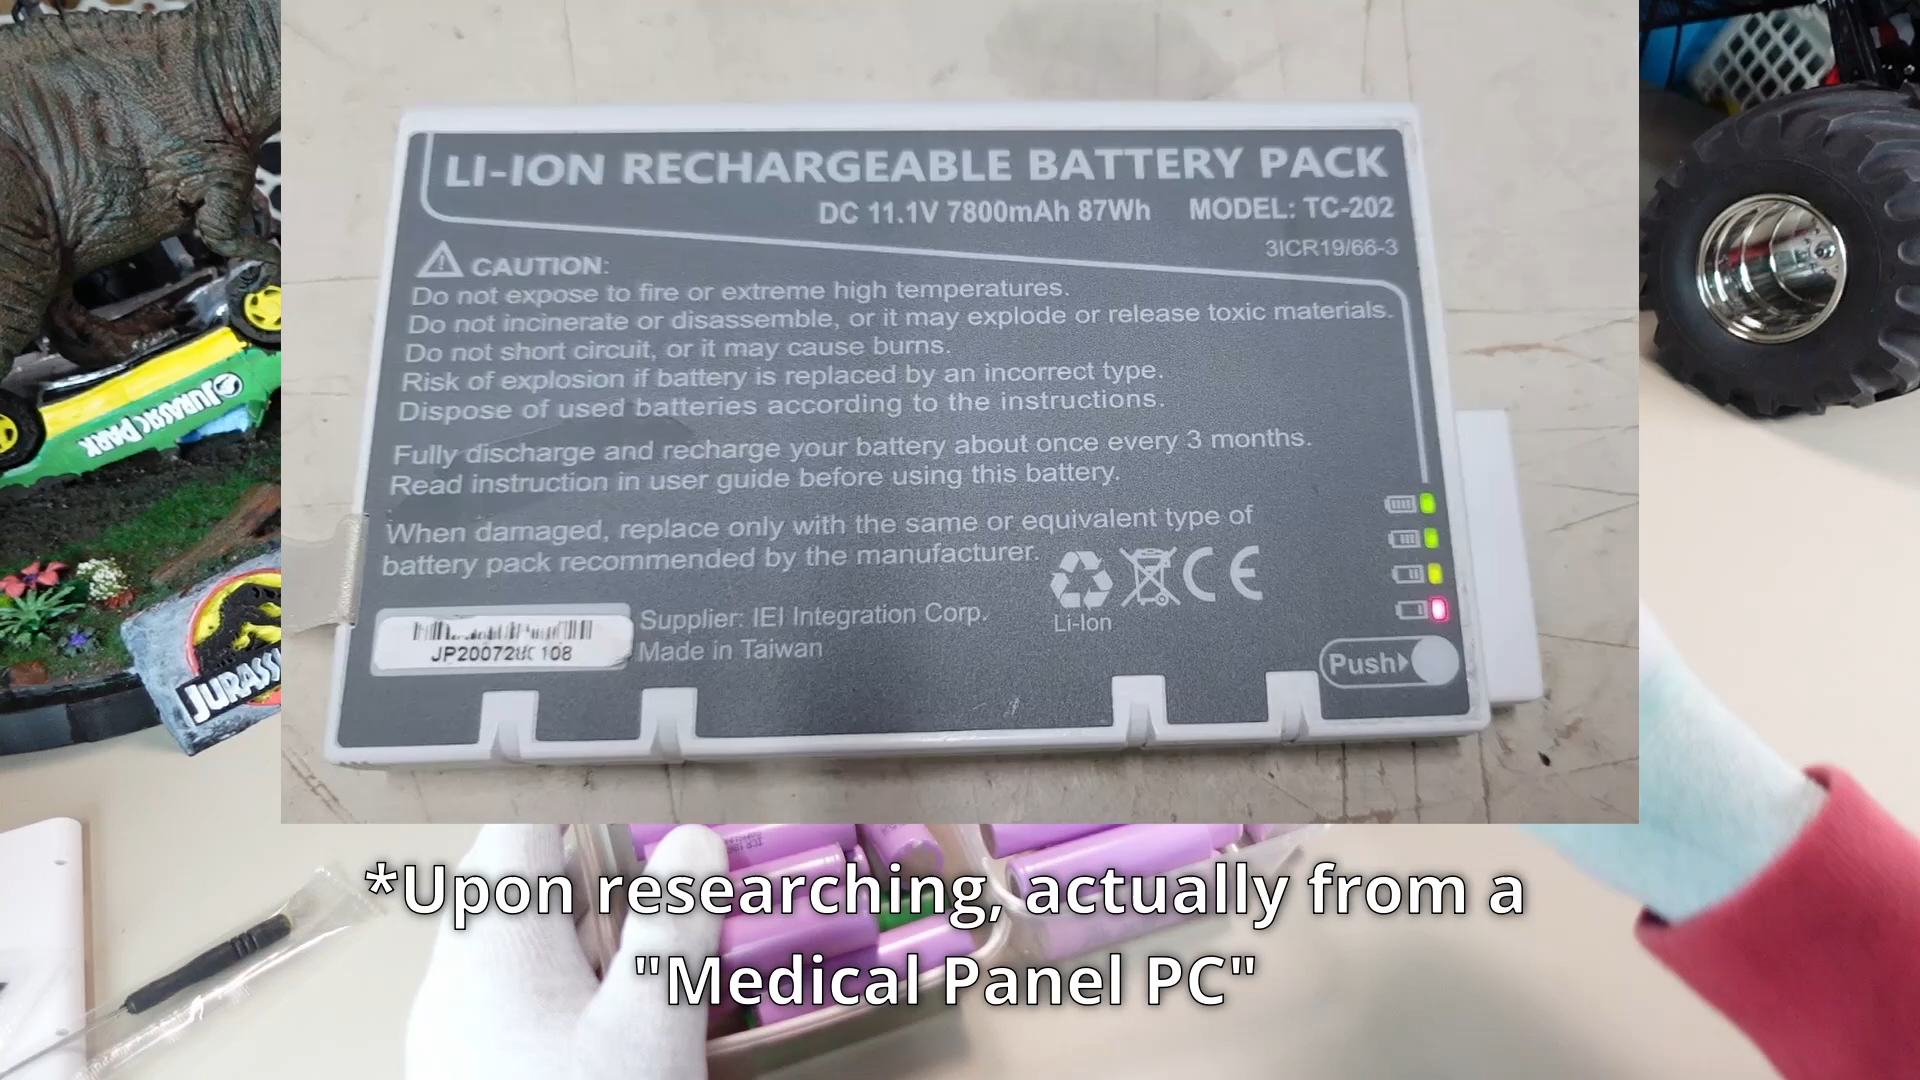 LI-ION RECHARGEABLE BATTERY PACK
DC 11.1V 7800mAh 87Wh MODEL: TC-202
3ICR19/66-3
CAUTION:
Do not expose to fire or extreme high temperatures.
Do not incinerate or disassemble, or it may explode or release toxic materials.
Do not short circuit, or it may cause burns.
Risk of explosion if battery is replaced by an incorrect type.
Dispose of used batteries according to the instructions.
Fully discharge and recharge your battery about once every 3 months.
Read instruction in user guide before using this battery.
When damaged, replace only with the same or equivalent type of
battery pack recommended by the manufacturer.
CE
Li-Ion
Supplier: IEI Integration Corp.
Made in Taiwan
Push
JURASSIC PARK
*Upon researching, actually from a
"Medical Panel PC"